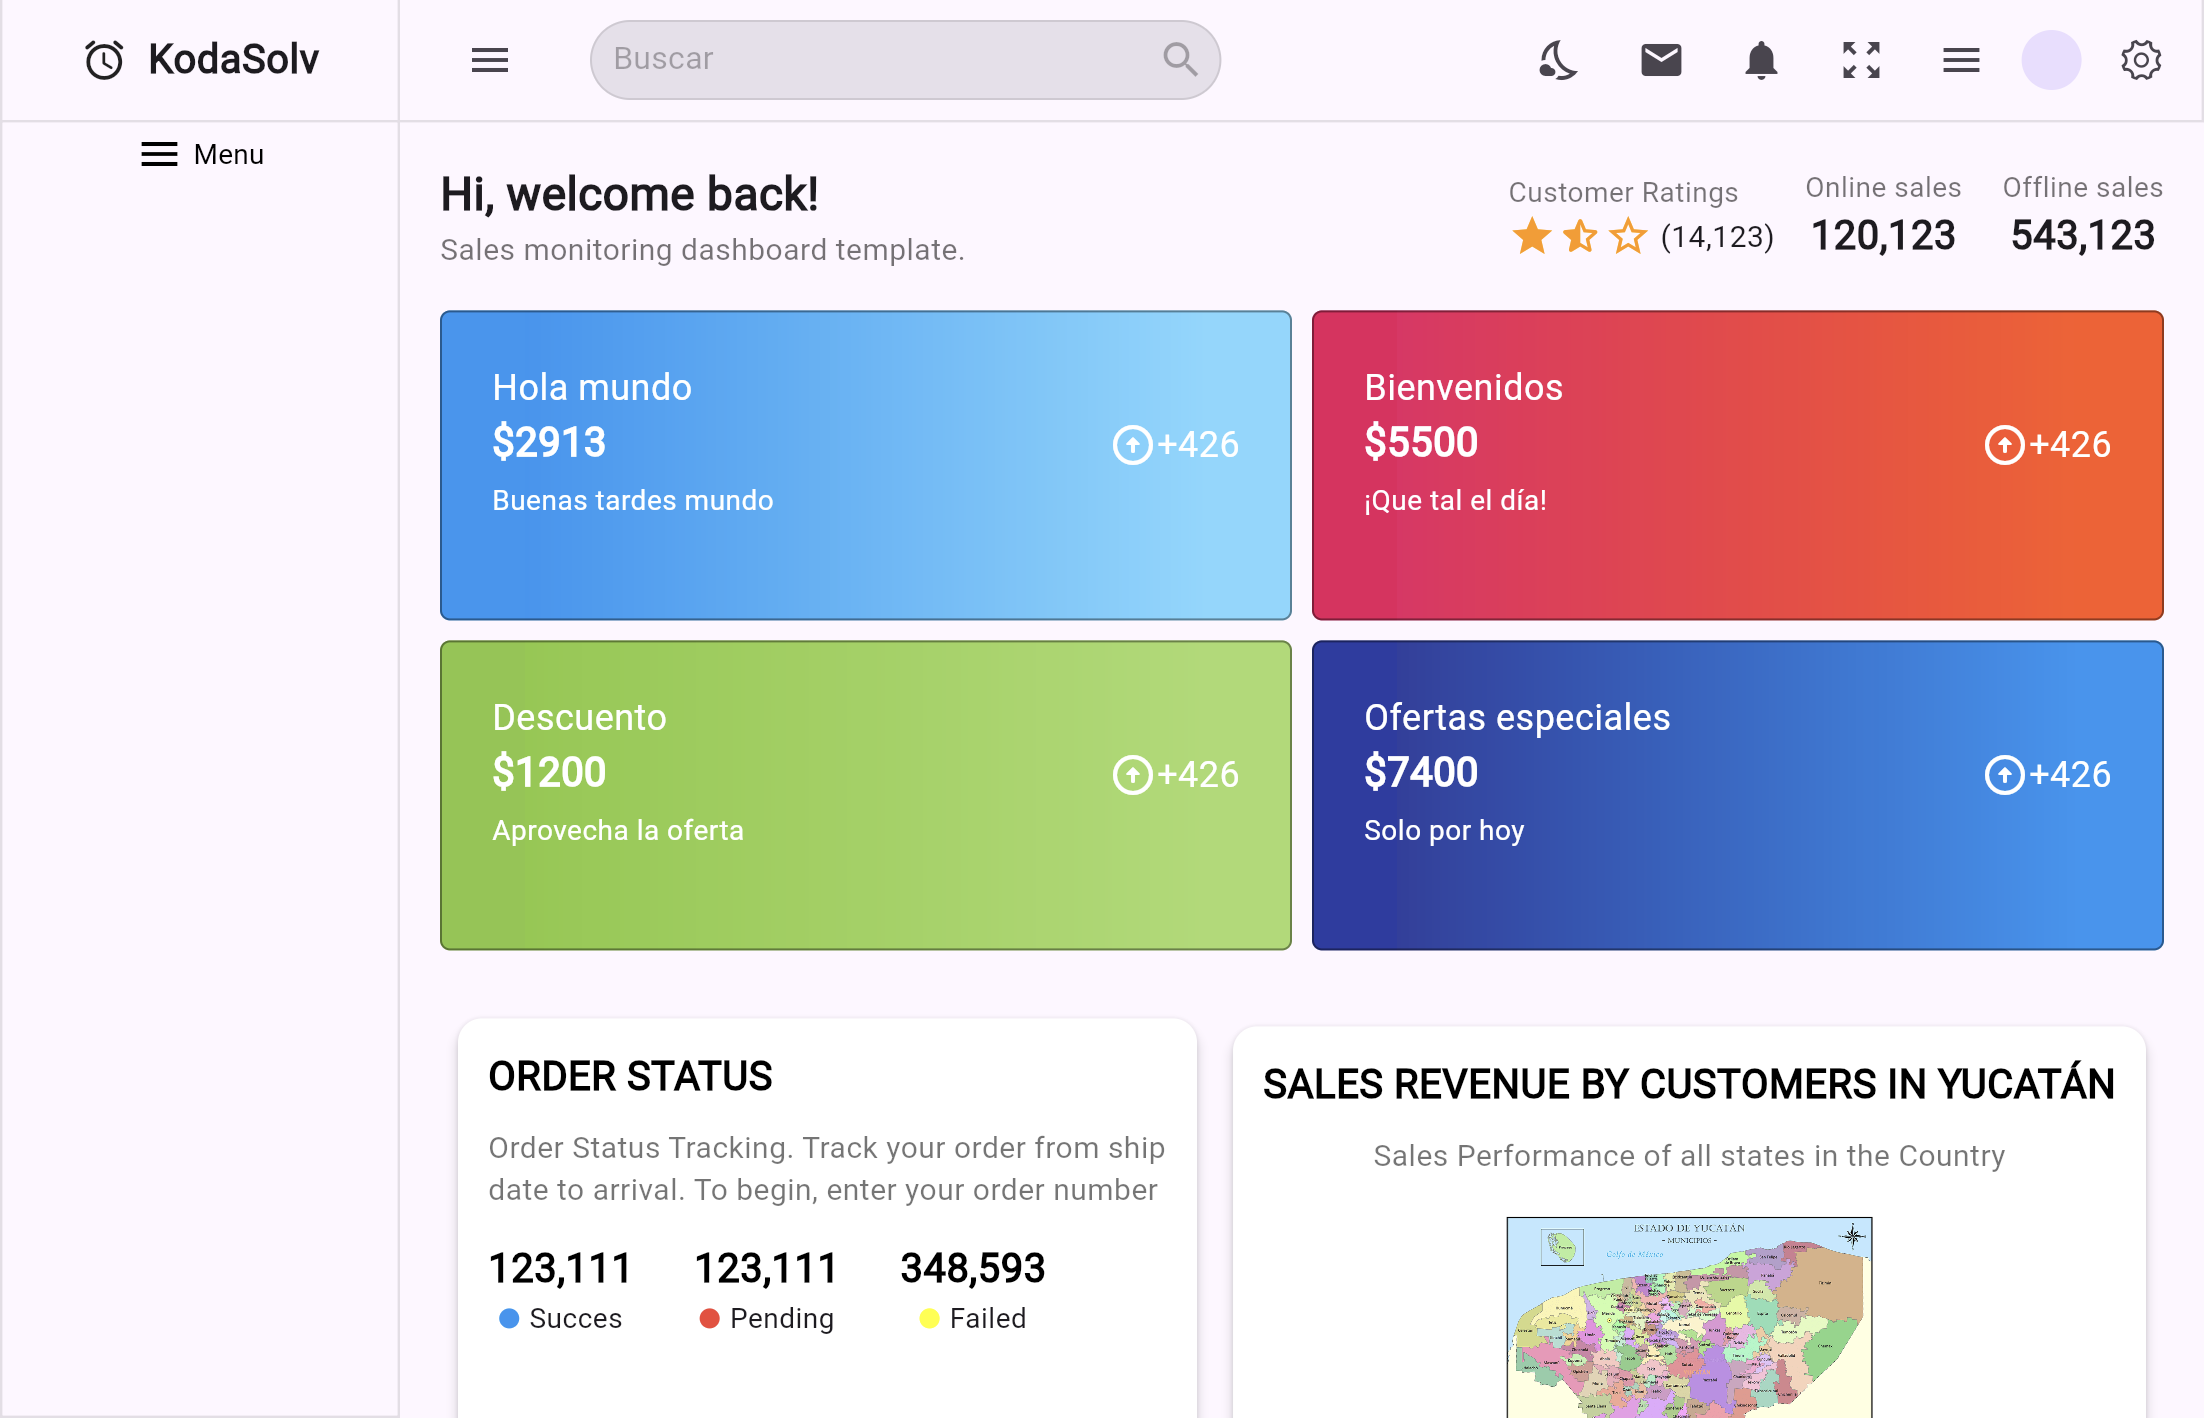 KodaSolv
Buscar
Menu
Hi, welcome back!
Sales monitoring dashboard template.
Customer Ratings
(14,123)
Online sales
120,123
Offline sales
543,123
Hola mundo
$2913
+426
Buenas tardes mundo
Bienvenidos
$5500
+426
¡Que tal el día!
Descuento
$1200
+426
Aprovecha la oferta
Ofertas especiales
$7400
+426
Solo por hoy
ORDER STATUS
Order Status Tracking. Track your order from ship
date to arrival. To begin, enter your order number
123,111
Succes
123,111
Pending
348,593
Failed
SALES REVENUE BY CUSTOMERS IN YUCATÁN
Sales Performance of all states in the Country
ESTADO DE YUCATÁN
- MUNICIPIOS -
Golfo de México